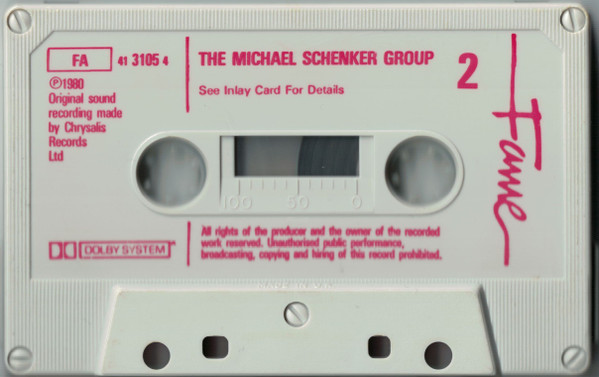 FA 41 3105 4
THE MICHAEL SCHENKER GROUP
2
See Inlay Card For Details
℗1980
Original sound
recording made
by Chrysalis
Records
Ltd
Fame
100 50 0
All rights of the producer and the owner of the recorded
work reserved. Unauthorised public performance,
broadcasting, copying and hiring of this record prohibited.
DOLBY SYSTEM